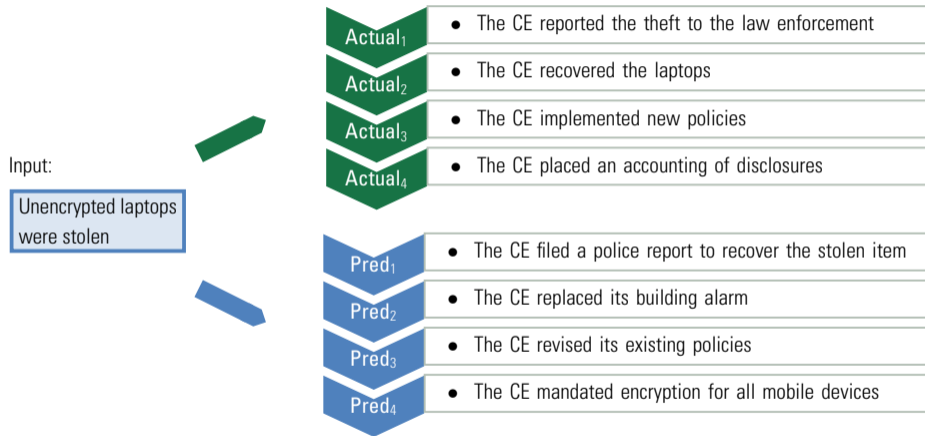 Actual₁ • The CE reported the theft to the law enforcement
Actual₂ • The CE recovered the laptops
Actual₃ • The CE implemented new policies
Actual₄ • The CE placed an accounting of disclosures
Input:
Unencrypted laptops
were stolen
Pred₁ • The CE filed a police report to recover the stolen item
Pred₂ • The CE replaced its building alarm
Pred₃ • The CE revised its existing policies
Pred₄ • The CE mandated encryption for all mobile devices